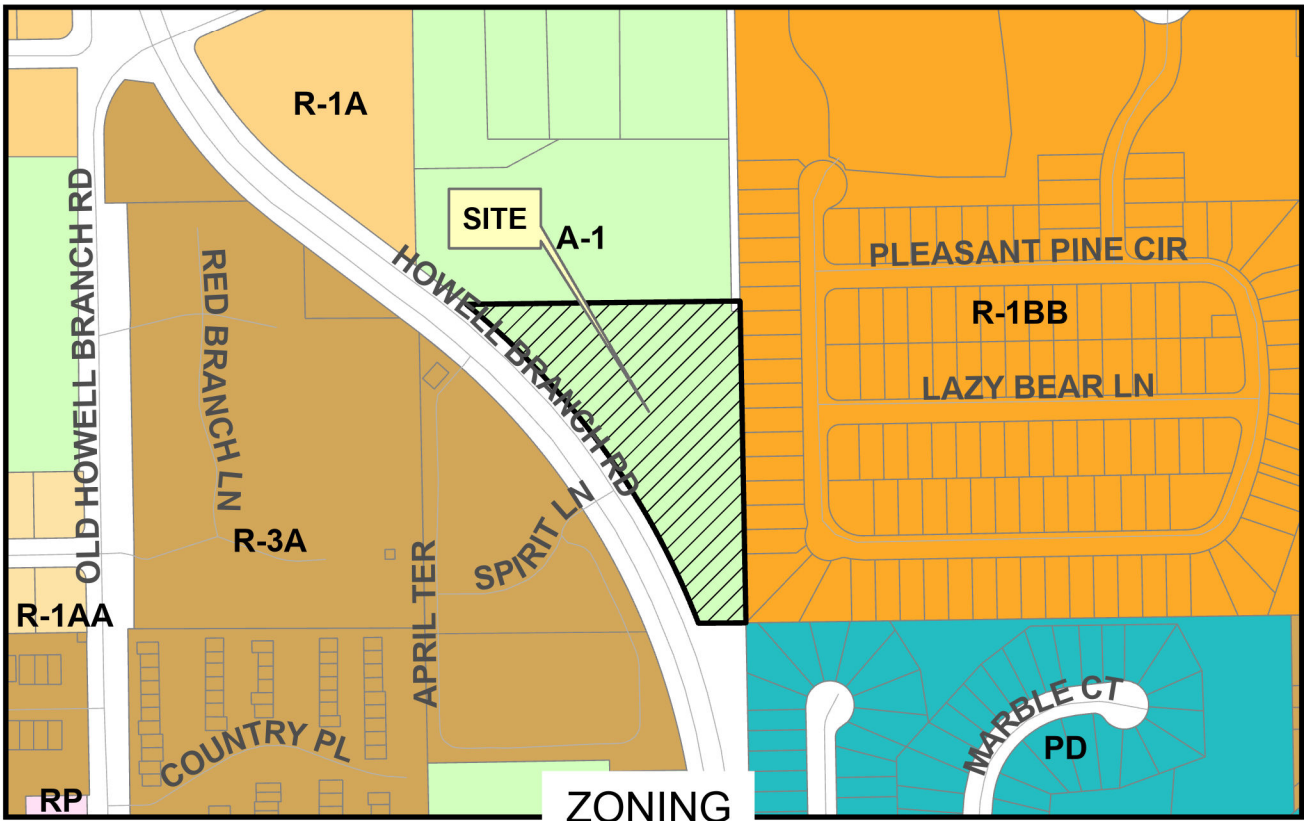 R-1A
SITE
A-1
HOWELL BRANCH RD
OLD HOWELL BRANCH RD
RED BRANCH LN
PLEASANT PINE CIR
R-1BB
LAZY BEAR LN
R-3A
SPIRIT LN
APRIL TER
R-1AA
COUNTRY PL
MARBLE CT
PD
RP
ZONING